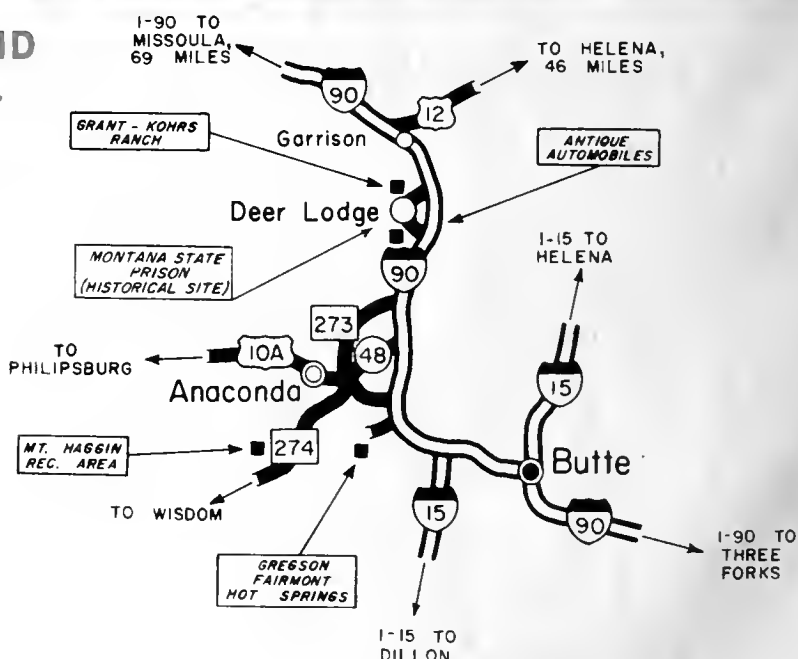 ND
I-90 TO
MISSOULA,
69 MILES
TO HELENA,
46 MILES
90
12
GRANT - KOHRS
RANCH
Garrison
ANTIQUE
AUTOMOBILES
Deer Lodge
I-15 TO
HELENA
MONTANA STATE
PRISON
(HISTORICAL SITE)
90
273
48
TO
PHILIPSBURG
10A
Anaconda
15
MT. HAGGIN
REC. AREA
274
Butte
TO WISDOM
15
90
I-90 TO
THREE
FORKS
GREGSON
FAIRMONT
HOT SPRINGS
I-15 TO
DILLON